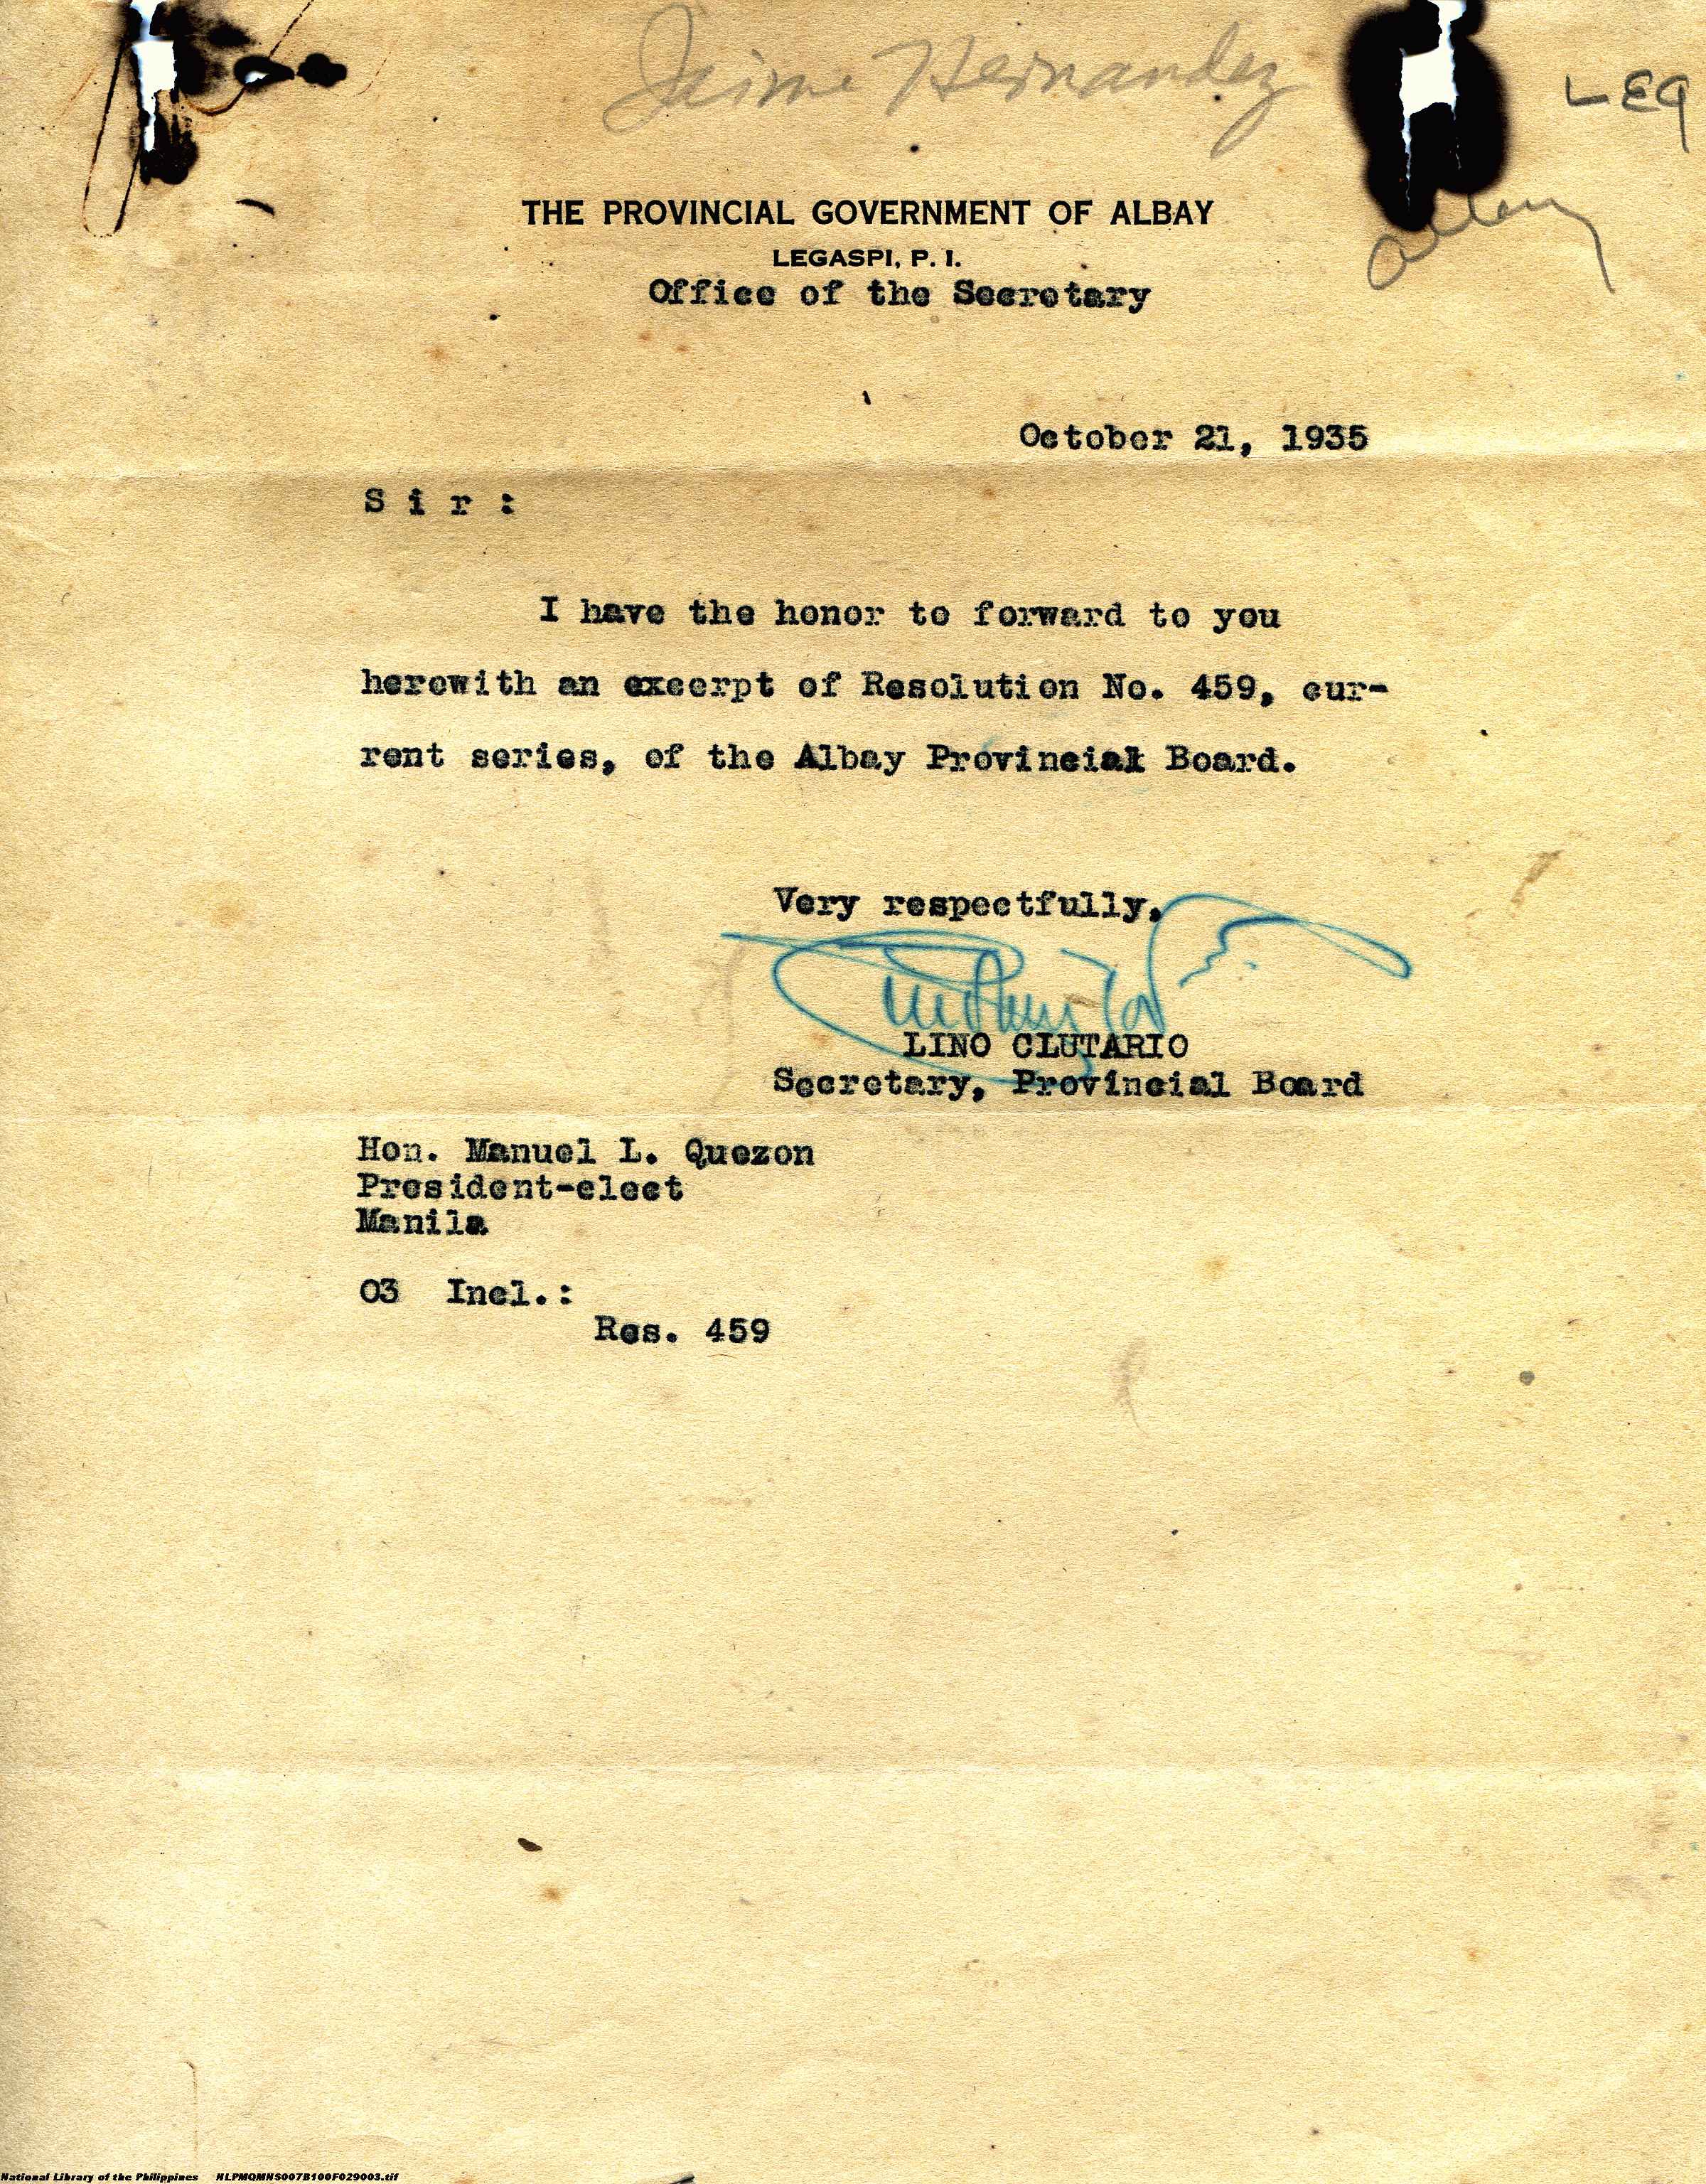 Jaime Hernandez
LEG
Albay
THE PROVINCIAL GOVERNMENT OF ALBAY
LEGASPI, P. I.
Office of the Secretary
October 21, 1935
S i r :
I have the honor to forward to you
herewith an excerpt of Resolution No. 459, cur-
rent series, of the Albay Provincial Board.
Very respectfully,
LINO CLUTARIO
Secretary, Provincial Board
Hon. Manuel L. Quezon
President-elect
Manila
03 Incl.:
Res. 459
National Library of the Philippines NLPMQMNS007B100F029003.tif